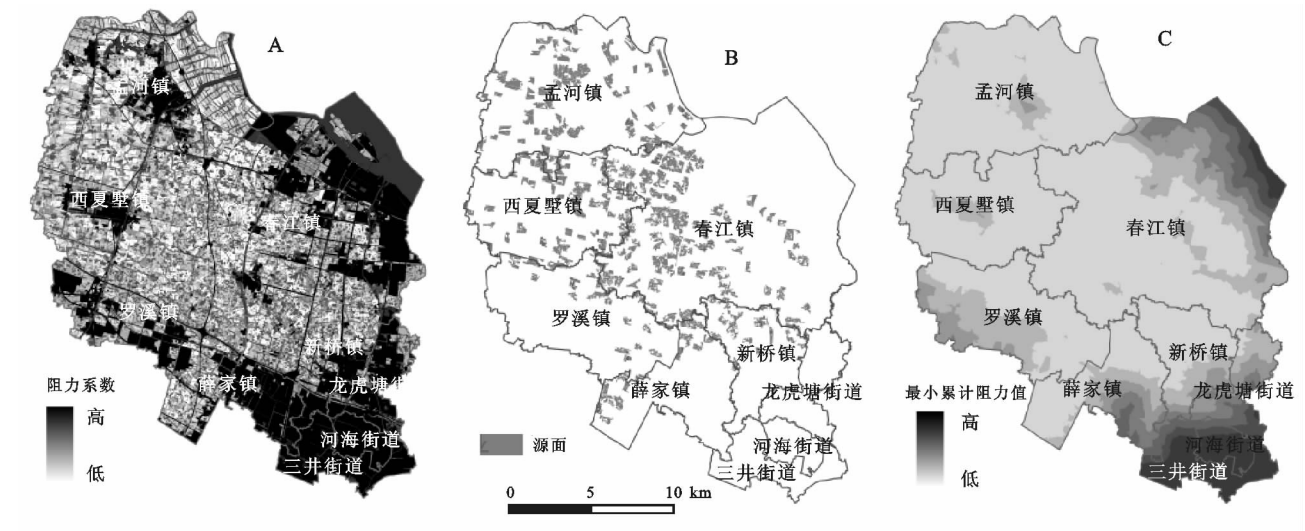 A
孟河镇
西夏墅镇
春江镇
罗溪镇
新桥镇
薛家镇
龙虎塘街
河海街道
三井街道
阻力系数
高
低
B
孟河镇
西夏墅镇
春江镇
罗溪镇
新桥镇
薛家镇
龙虎塘街道
河海街道
三井街道
源面
0 5 10 km
C
孟河镇
西夏墅镇
春江镇
罗溪镇
新桥镇
薛家镇
龙虎塘街道
河海街道
三井街道
最小累计阻力值
高
低